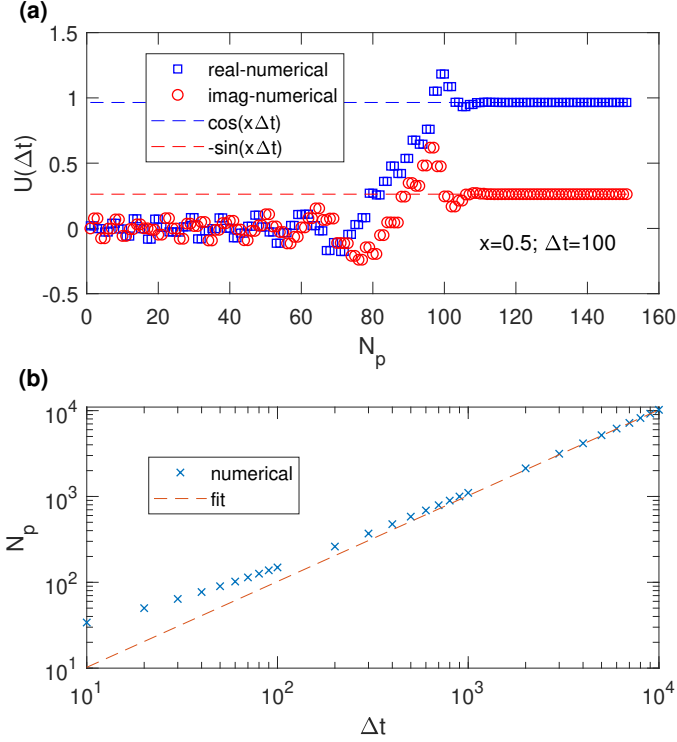 (a)
1.5
1
0.5
0
-0.5
U(Δt)
real-numerical
imag-numerical
cos(xΔt)
-sin(xΔt)
x=0.5; Δt=100
0 20 40 60 80 100 120 140 160
N_p
(b)
10^4
10^3
10^2
10^1
N_p
numerical
fit
10^1 10^2 10^3 10^4
Δt